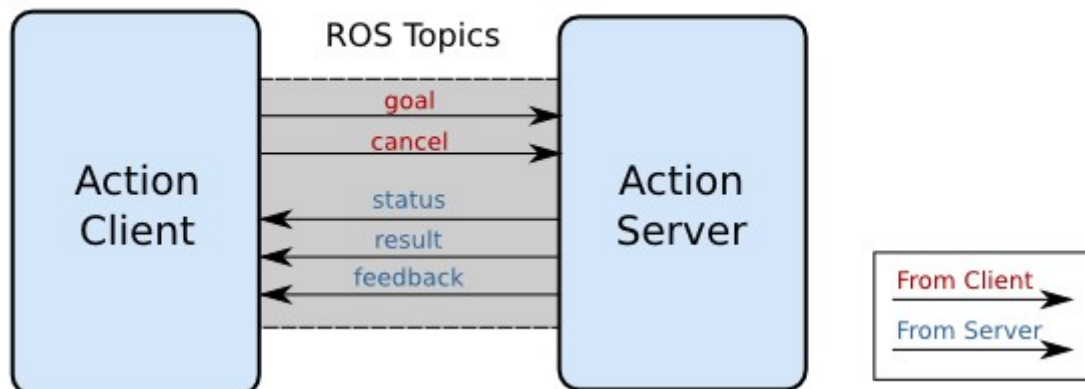 ROS Topics
Action
Client
goal
cancel
status
result
feedback
Action
Server
From Client
From Server